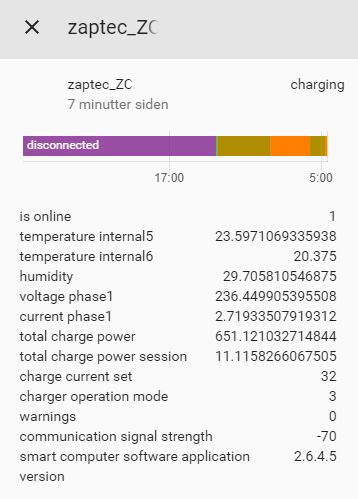 zaptec_ZC
zaptec_ZC charging
7 minutter siden
disconnected
17:00 5:00
is online 1
temperature internal5 23.5971069335938
temperature internal6 20.375
humidity 29.705810546875
voltage phase1 236.449905395508
current phase1 2.71933507919312
total charge power 651.121032714844
total charge power session 11.1158266067505
charge current set 32
charger operation mode 3
warnings 0
communication signal strength -70
smart computer software application 2.6.4.5
version